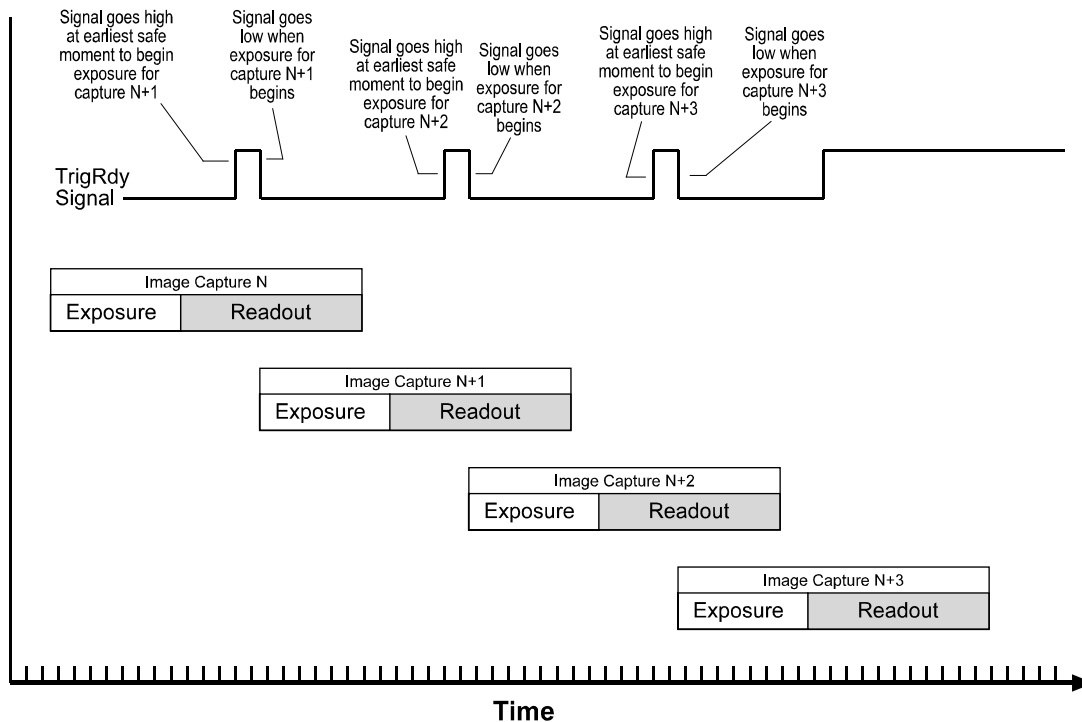 Signal goes high
at earliest safe
moment to begin
exposure for
capture N+1
Signal goes
low when
exposure for
capture N+1
begins
Signal goes high
at earliest safe
moment to begin
exposure for
capture N+2
Signal goes
low when
exposure for
capture N+2
begins
Signal goes high
at earliest safe
moment to begin
exposure for
capture N+3
Signal goes
low when
exposure for
capture N+3
begins
TrigRdy
Signal
Image Capture N
Exposure
Readout
Image Capture N+1
Exposure
Readout
Image Capture N+2
Exposure
Readout
Image Capture N+3
Exposure
Readout
Time